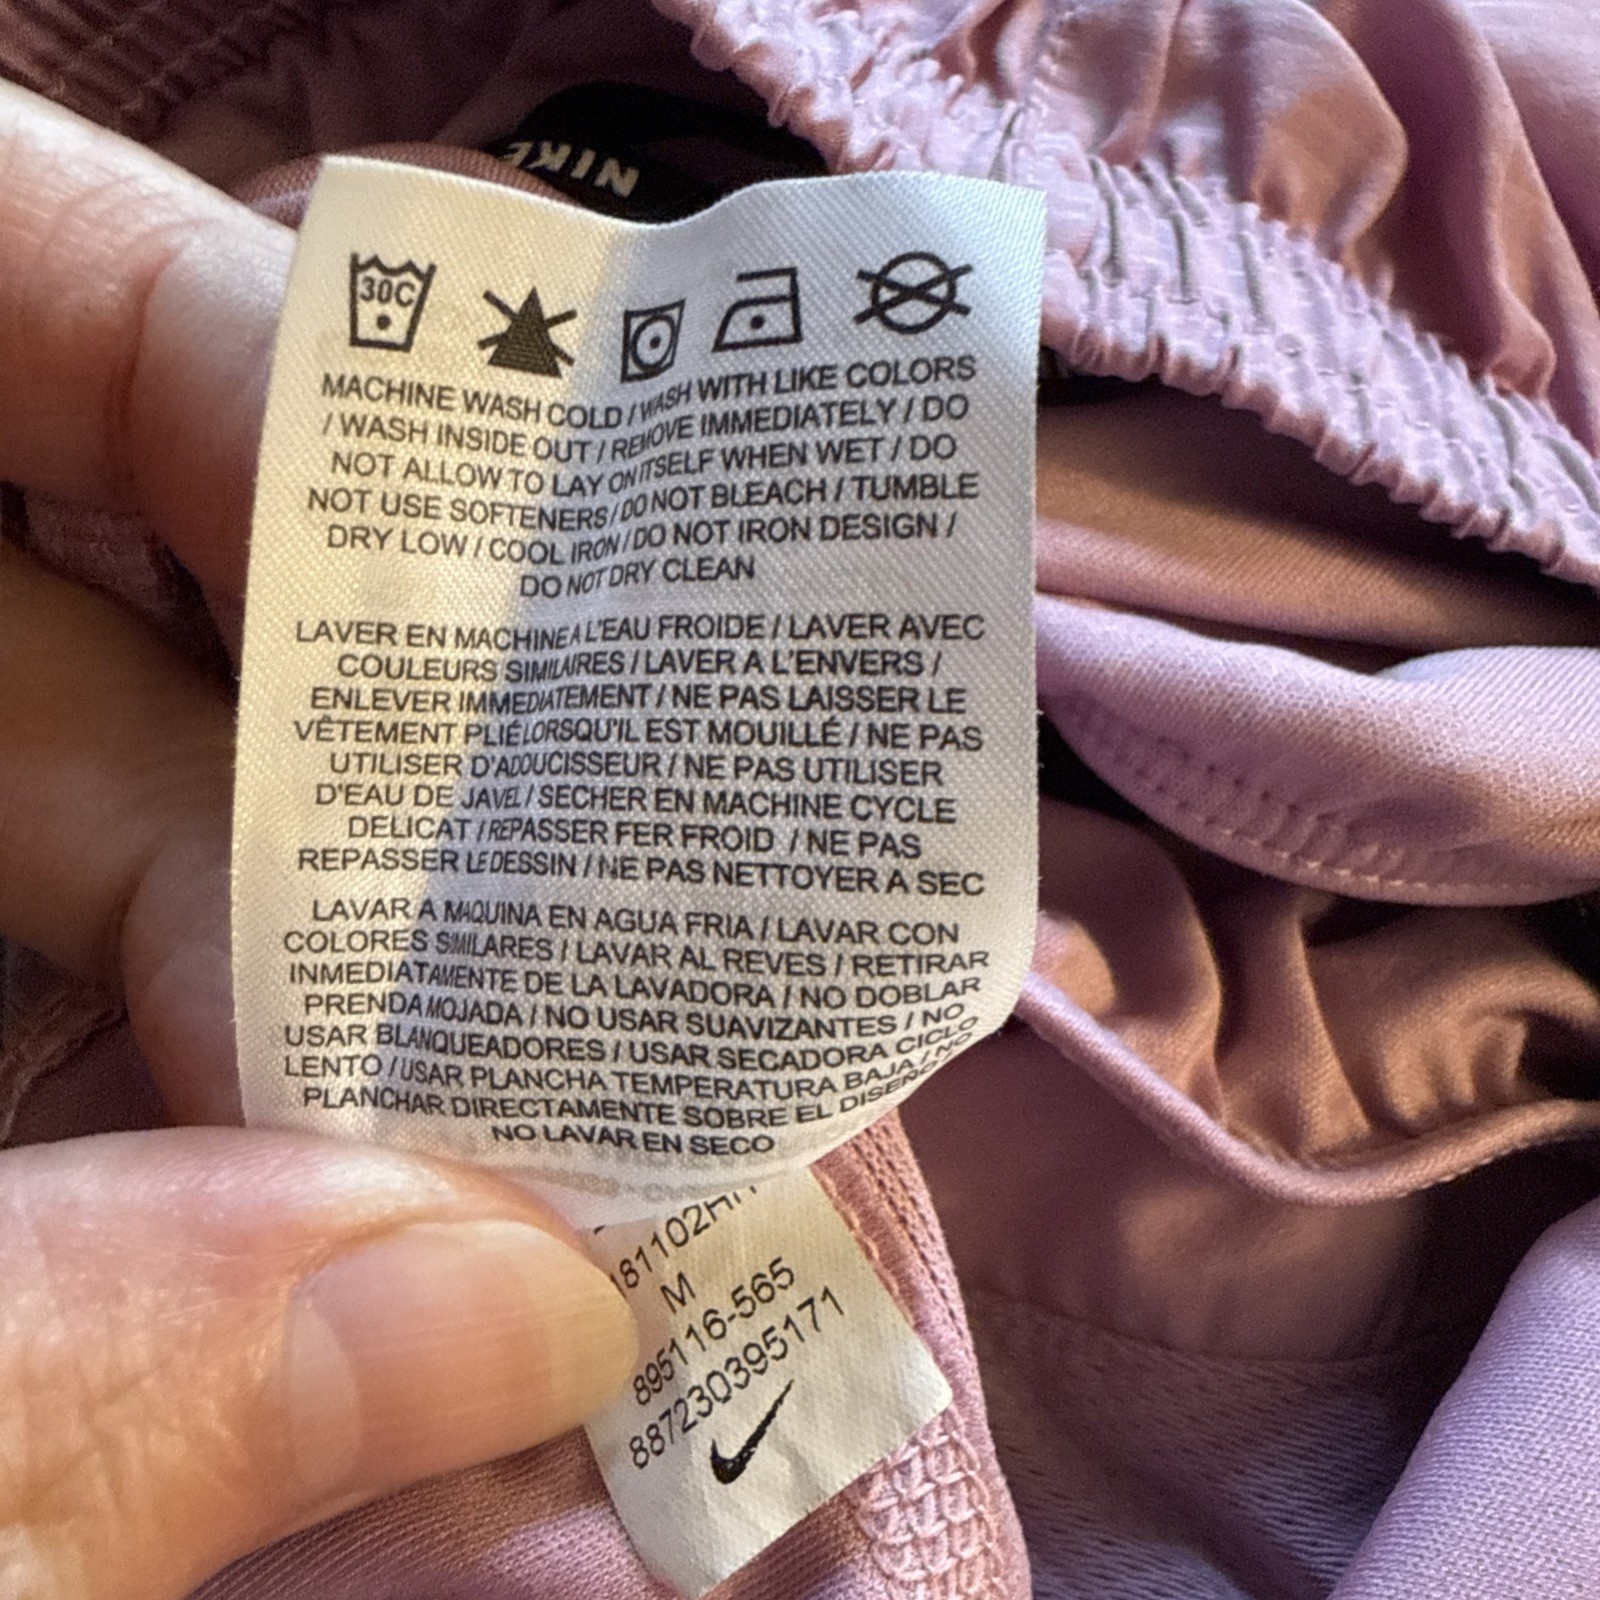 NIKE
30C
MACHINE WASH COLD / WASH WITH LIKE COLORS
/ WASH INSIDE OUT / REMOVE IMMEDIATELY / DO
NOT ALLOW TO LAY ON ITSELF WHEN WET / DO
NOT USE SOFTENERS / DO NOT BLEACH / TUMBLE
DRY LOW / COOL IRON / DO NOT IRON DESIGN /
DO NOT DRY CLEAN
LAVER EN MACHINE A L'EAU FROIDE / LAVER AVEC
COULEURS SIMILAIRES / LAVER A L'ENVERS /
ENLEVER IMMEDIATEMENT / NE PAS LAISSER LE
VÊTEMENT PLIÉ LORSQU'IL EST MOUILLÉ / NE PAS
UTILISER D'ADOUCISSEUR / NE PAS UTILISER
D'EAU DE JAVEL / SECHER EN MACHINE CYCLE
DELICAT / REPASSER FER FROID / NE PAS
REPASSER LE DESSIN / NE PAS NETTOYER A SEC
LAVAR A MAQUINA EN AGUA FRIA / LAVAR CON
COLORES SIMILARES / LAVAR AL REVES / RETIRAR
INMEDIATAMENTE DE LA LAVADORA / NO DOBLAR
PRENDA MOJADA / NO USAR SUAVIZANTES / NO
USAR BLANQUEADORES / USAR SECADORA CICLO
LENTO / USAR PLANCHA TEMPERATURA BAJA / NO
PLANCHAR DIRECTAMENTE SOBRE EL DISEÑO
NO LAVAR EN SECO
M
895116-565
887230395171